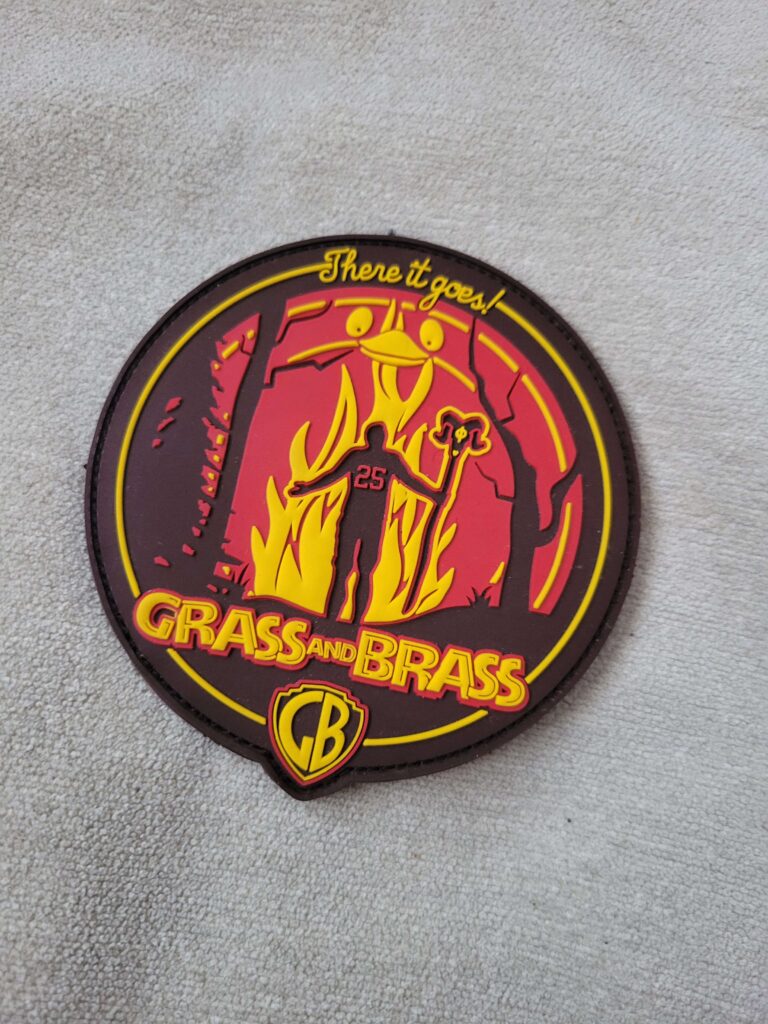 There it goes!
25
GRASS AND BRASS
GB